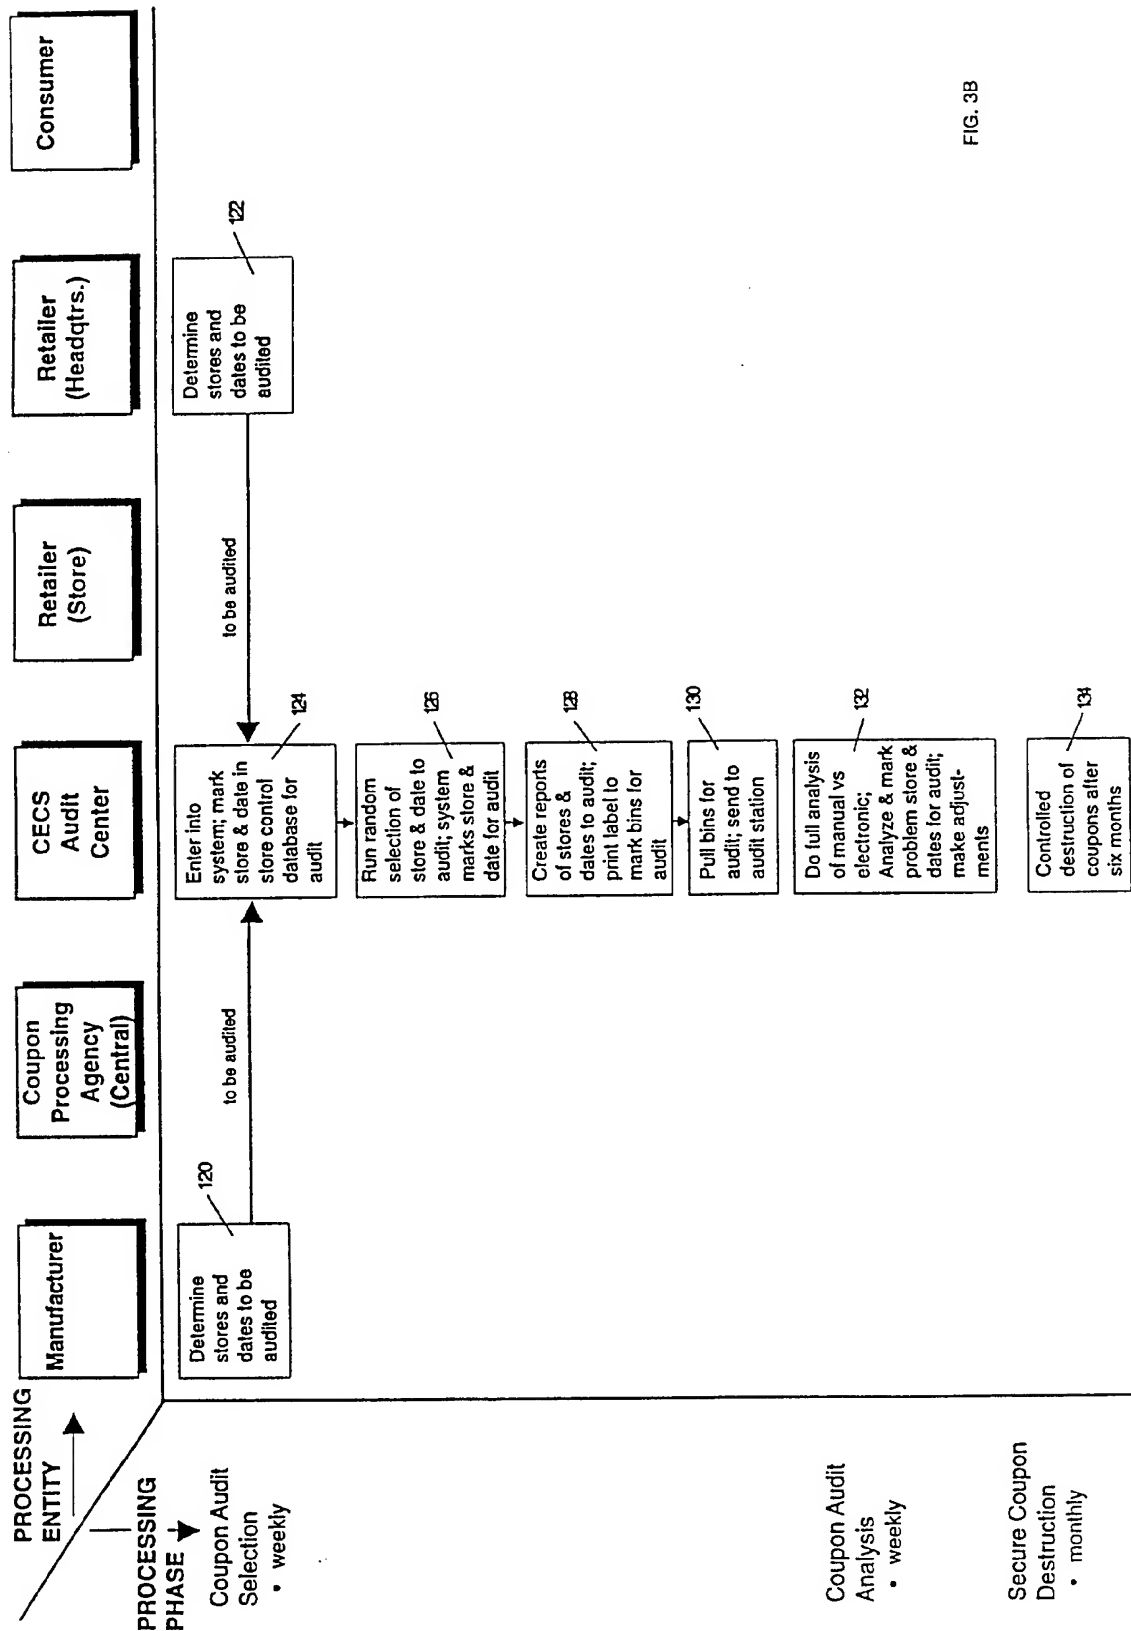 PROCESSING
ENTITY
Manufacturer
Coupon
Processing
Agency
(Central)
CECS
Audit
Center
Retailer
(Store)
Retailer
(Headqtrs.)
Consumer
PROCESSING
PHASE
Coupon Audit
Selection
• weekly
Determine
stores and
dates to be
audited
120
to be audited
Enter into
system; mark
store & date in
store control
database for
audit
124
to be audited
Determine
stores and
dates to be
audited
122
Run random
selection of
store & date to
audit; system
marks store &
date for audit
126
Create reports
of stores &
dates to audit;
print label to
mark bins for
audit
128
Pull bins for
audit; send to
audit station
130
Coupon Audit
Analysis
• weekly
Do full analysis
of manual vs
electronic;
Analyze & mark
problem store &
dates for audit;
make adjust-
ments
132
Secure Coupon
Destruction
• monthly
Controlled
destruction of
coupons after
six months
134
FIG. 3B